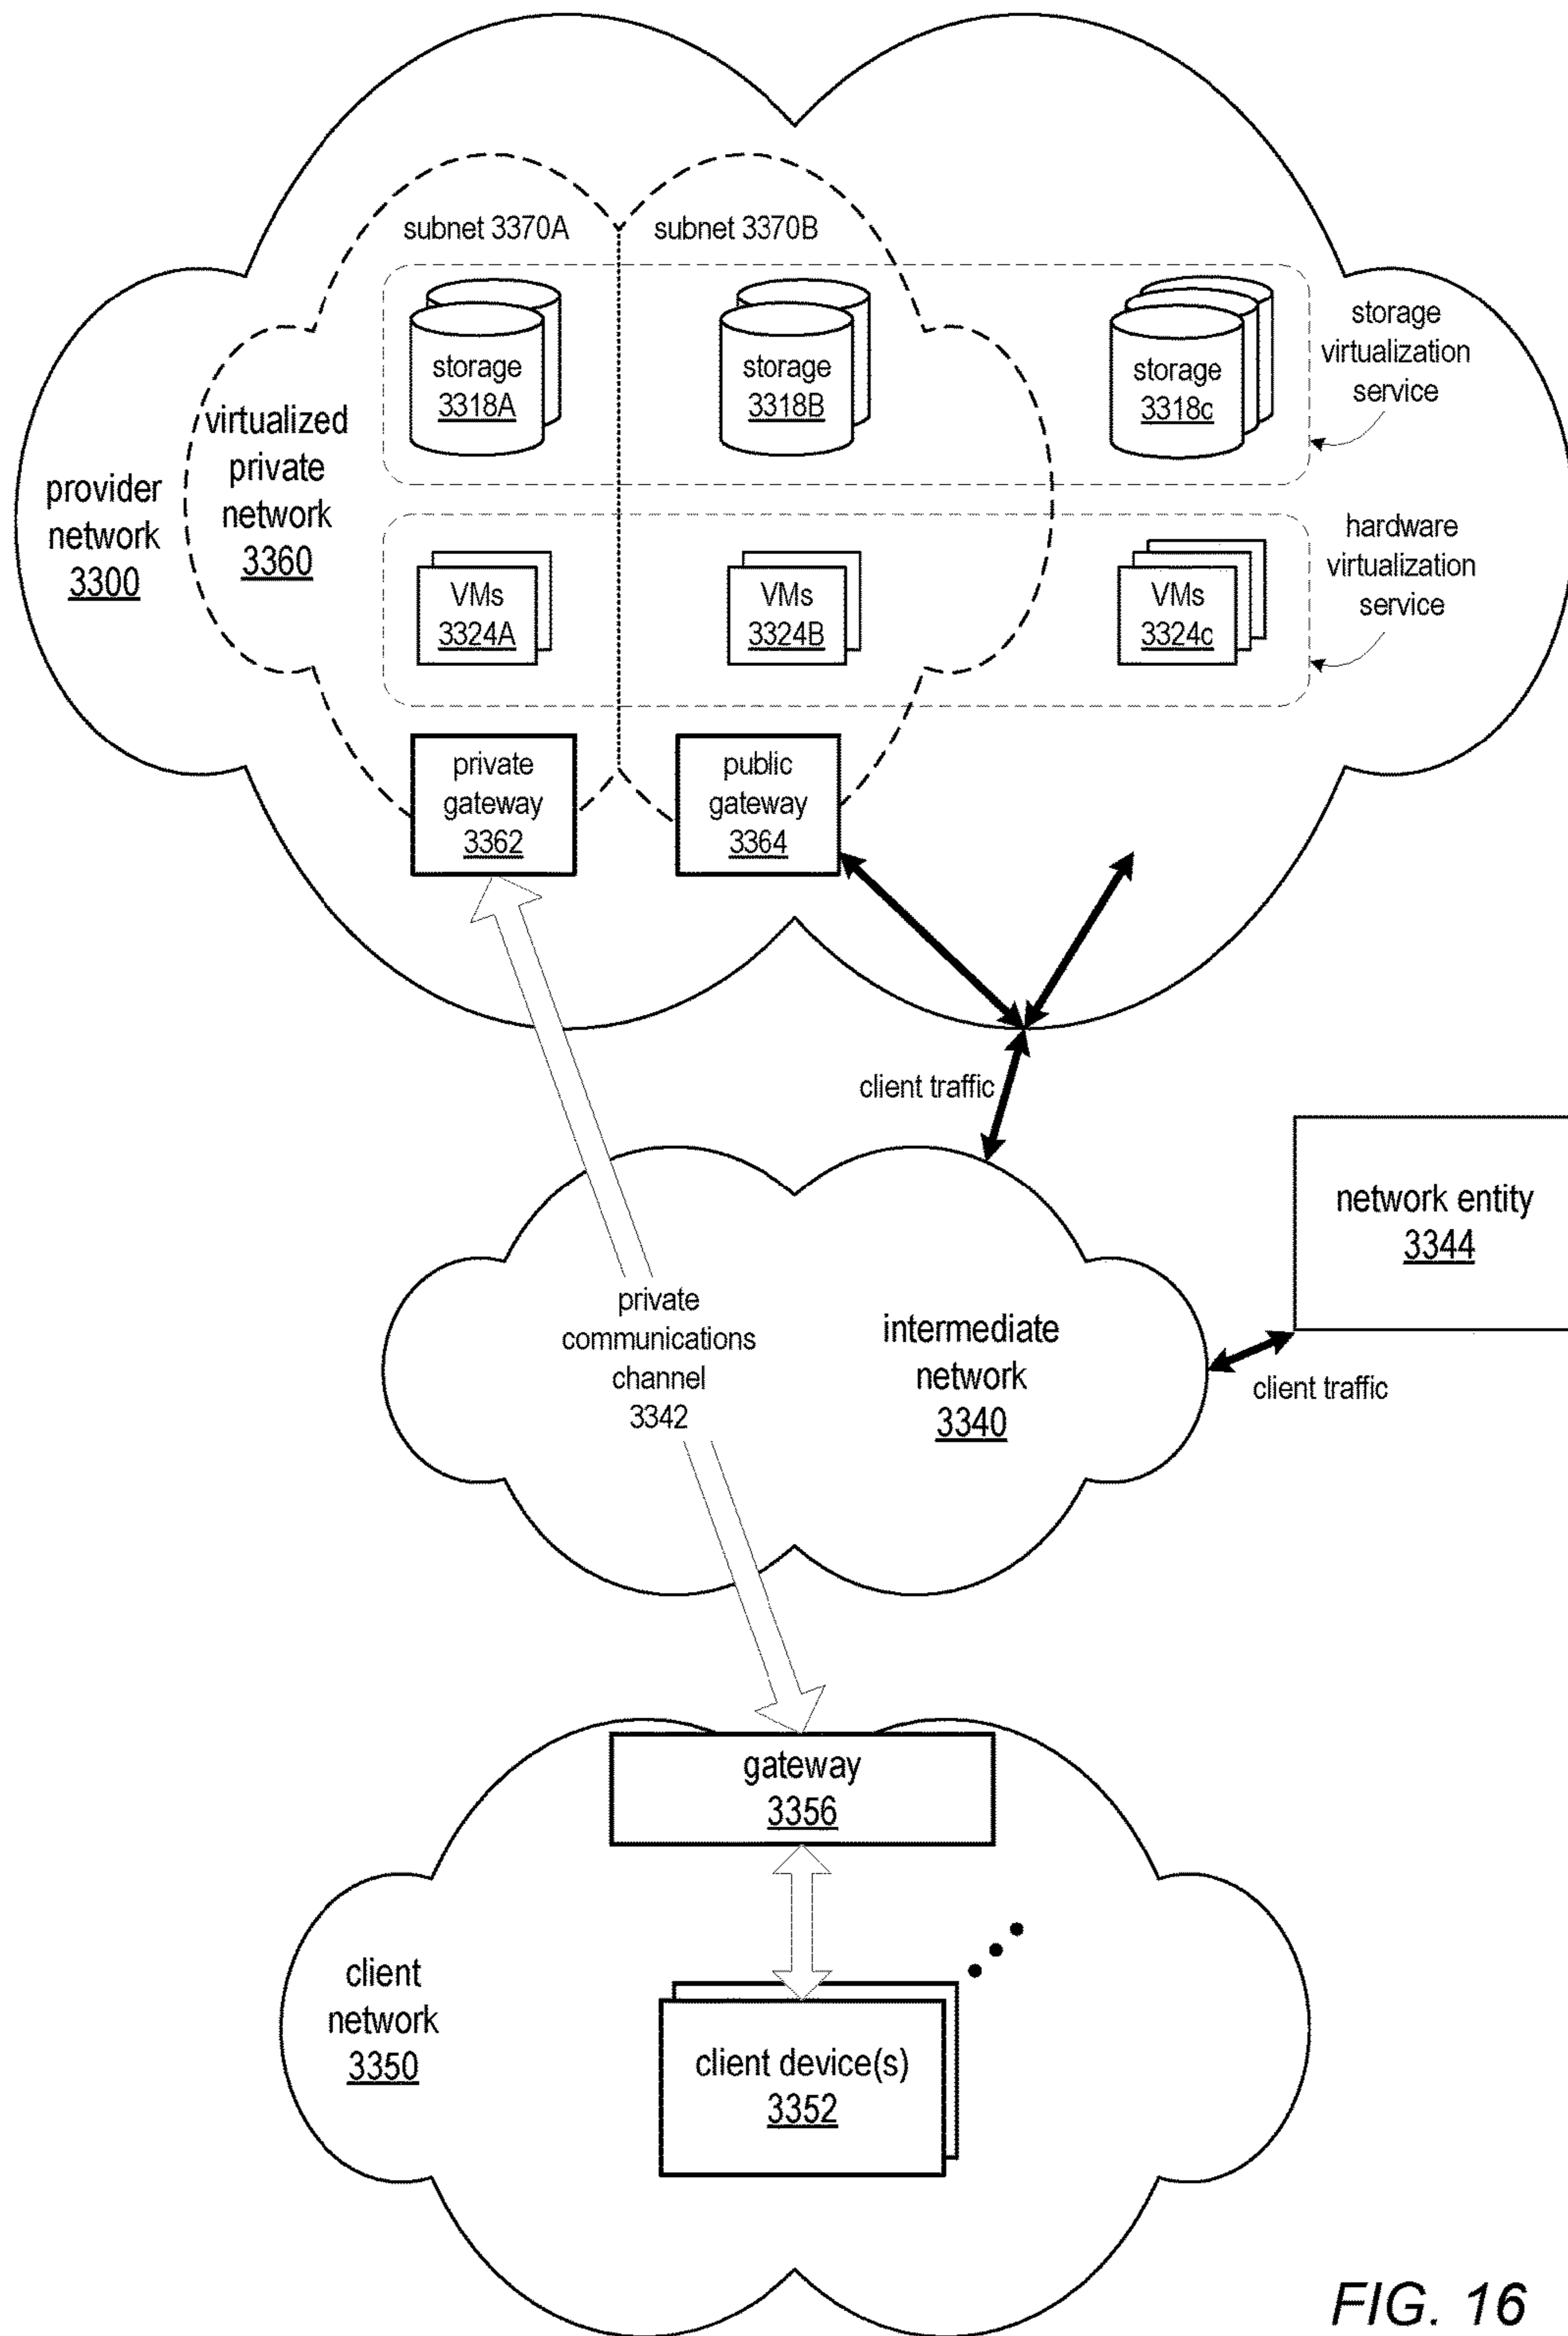 subnet 3370A
subnet 3370B
storage
3318A
storage
3318B
storage
3318c
storage
virtualization
service
provider
network
3300
virtualized
private
network
3360
VMs
3324A
VMs
3324B
VMs
3324c
hardware
virtualization
service
private
gateway
3362
public
gateway
3364
client traffic
network entity
3344
private
communications
channel
3342
intermediate
network
3340
client traffic
gateway
3356
client
network
3350
client device(s)
3352
FIG. 16